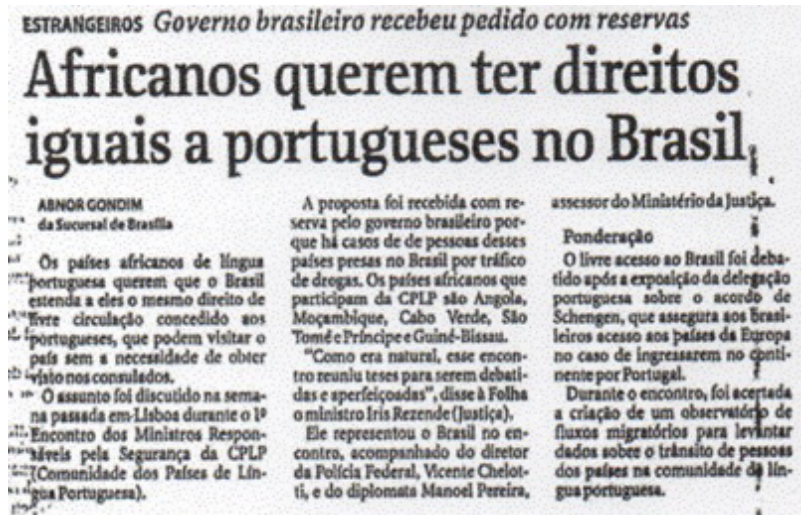 ESTRANGEIROS Governo brasileiro recebeu pedido com reservas
Africanos querem ter direitos
iguais a portugueses no Brasil
ABNOR GONDIM
da Sucursal de Brasília
Os países africanos de língua
portuguesa querem que o Brasil
estenda a eles o mesmo direito de
livre circulação concedido aos
portugueses, que podem visitar o
país sem a necessidade de obter
visto nos consulados.
O assunto foi discutido na sema-
na passada em Lisboa durante o 1º
Encontro dos Ministros Respon-
sáveis pela Segurança da CPLP
(Comunidade dos Países de Lín-
gua Portuguesa).
A proposta foi recebida com re-
serva pelo governo brasileiro por-
que há casos de de pessoas desses
países presas no Brasil por tráfico
de drogas. Os países africanos que
participam da CPLP são Angola,
Moçambique, Cabo Verde, São
Tomé e Príncipe e Guiné-Bissau.
"Como era natural, esse encon-
tro reuniu teses para serem debati-
das e aperfeiçoadas", disse à Folha
o ministro Iris Rezende (Justiça).
Ele representou o Brasil no en-
contro, acompanhado do diretor
da Polícia Federal, Vicente Chelot-
ti, e do diplomata Manoel Pereira,
assessor do Ministério da Justiça.
Ponderação
O livre acesso ao Brasil foi deba-
tido após a exposição da delegação
portuguesa sobre o acordo de
Schengen, que assegura aos brasi-
leiros acesso aos países da Europa
no caso de ingressarem no conti-
nente por Portugal.
Durante o encontro, foi acertada
a criação de um observatório de
fluxos migratórios para levantar
dados sobre o trânsito de pessoas
dos países na comunidade de lín-
gua portuguesa.